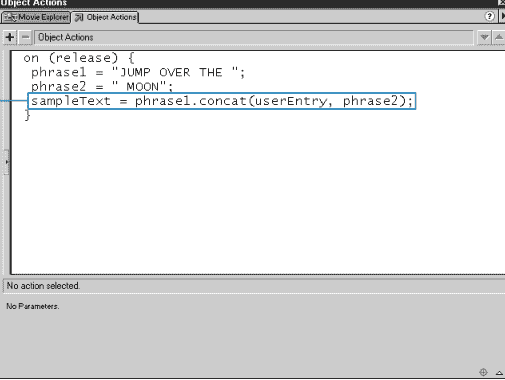 Object Actions
Movie Explorer Object Actions ?
+ - Object Actions
on (release) {
phrase1 = "JUMP OVER THE ";
phrase2 = " MOON";
sampleText = phrase1.concat(userEntry, phrase2);
}
No action selected.
No Parameters.